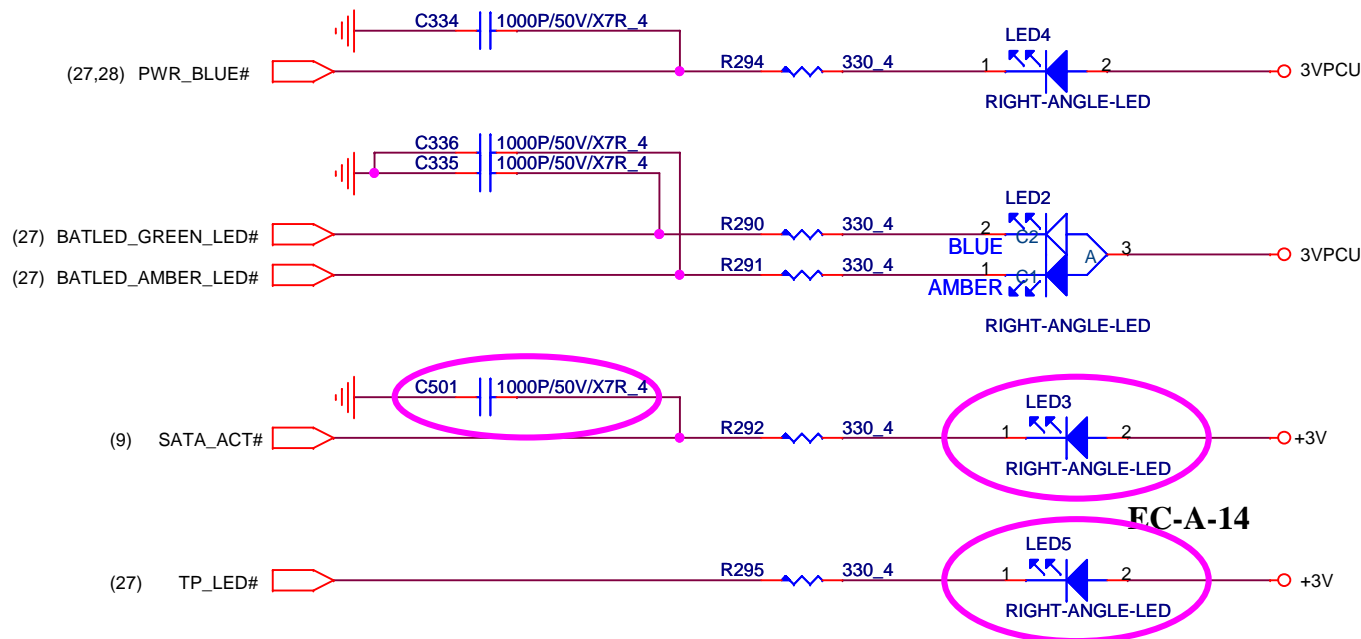 C334 1000P/50V/X7R_4
LED4
(27,28) PWR_BLUE# R294 330_4 1 2 3VPCU
RIGHT-ANGLE-LED
C336 1000P/50V/X7R_4
C335 1000P/50V/X7R_4
LED2
(27) BATLED_GREEN_LED# R290 330_4 2 C2
BLUE A 3 3VPCU
(27) BATLED_AMBER_LED# R291 330_4 1 C1
AMBER
RIGHT-ANGLE-LED
C501 1000P/50V/X7R_4
LED3
(9) SATA_ACT# R292 330_4 1 2 +3V
RIGHT-ANGLE-LED
EC-A-14
LED5
(27) TP_LED# R295 330_4 1 2 +3V
RIGHT-ANGLE-LED